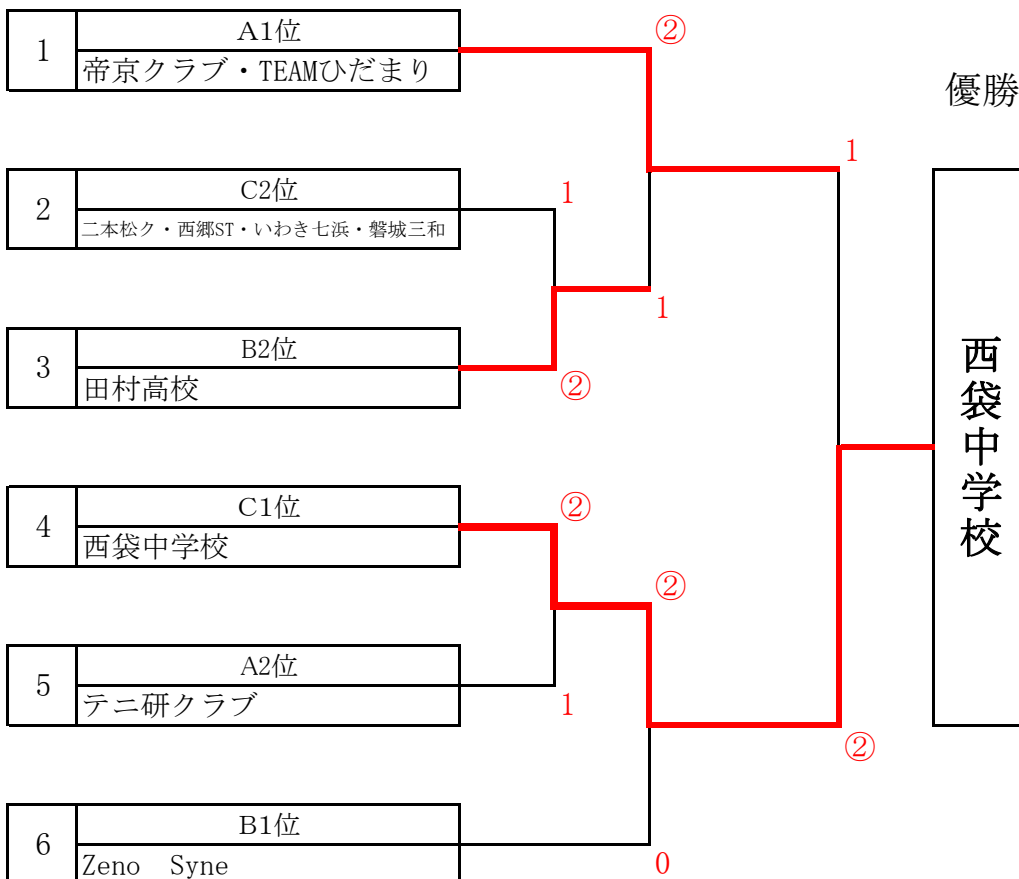 ②
1
A1位
帝京クラブ・TEAMひだまり
優勝
1
2
C2位
二本松ク・西郷ST・いわき七浜・磐城三和
1
1
3
B2位
田村高校
②
西袋中学校
4
C1位
西袋中学校
②
②
5
A2位
テニ研クラブ
1
②
6
B1位
Zeno　Syne
0